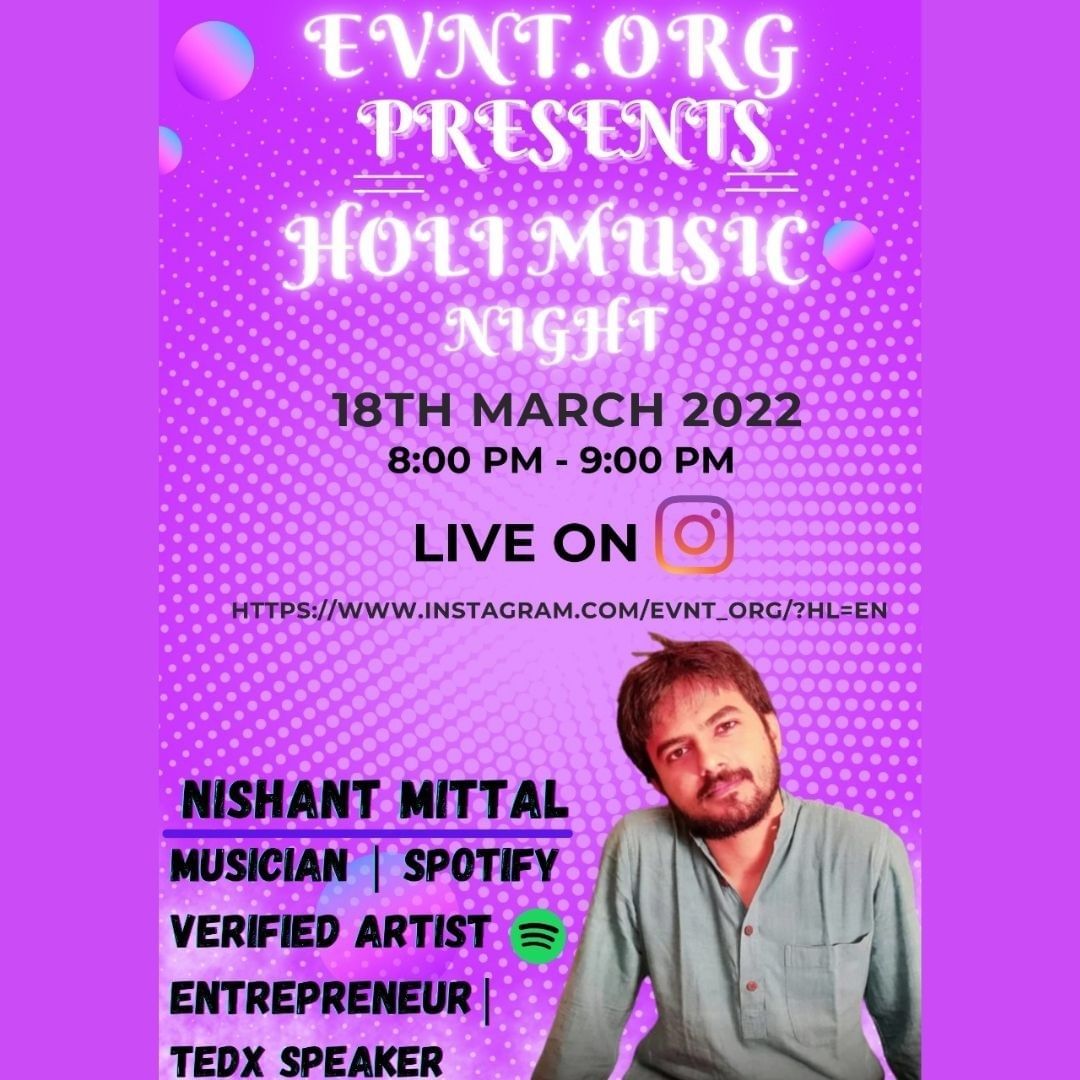 EVNT.ORG
PRESENTS
HOLI MUSIC
NIGHT
18TH MARCH 2022
8:00 PM - 9:00 PM
LIVE ON
HTTPS://WWW.INSTAGRAM.COM/EVNT_ORG/?HL=EN
NISHANT MITTAL
MUSICIAN | SPOTIFY
VERIFIED ARTIST
ENTREPRENEUR |
TEDX SPEAKER